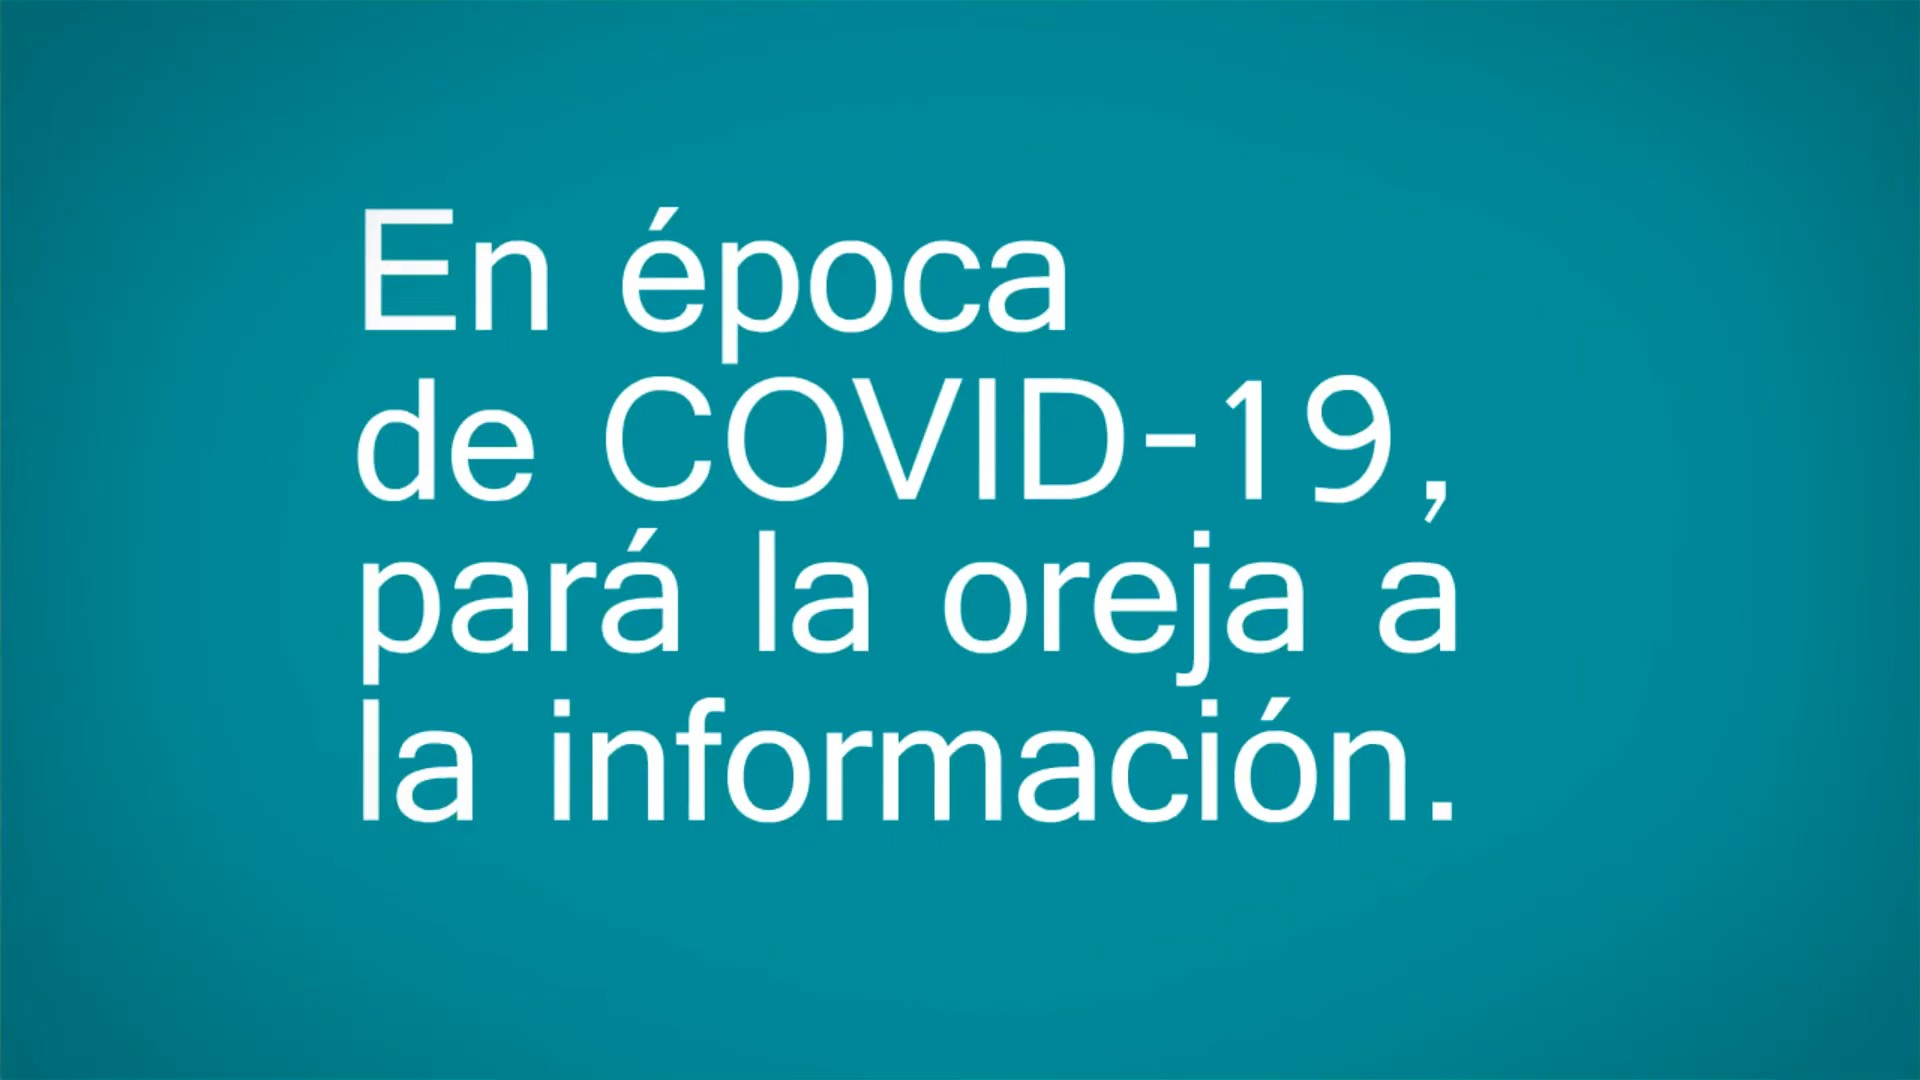 En época
de COVID-19,
pará la oreja a
la información.